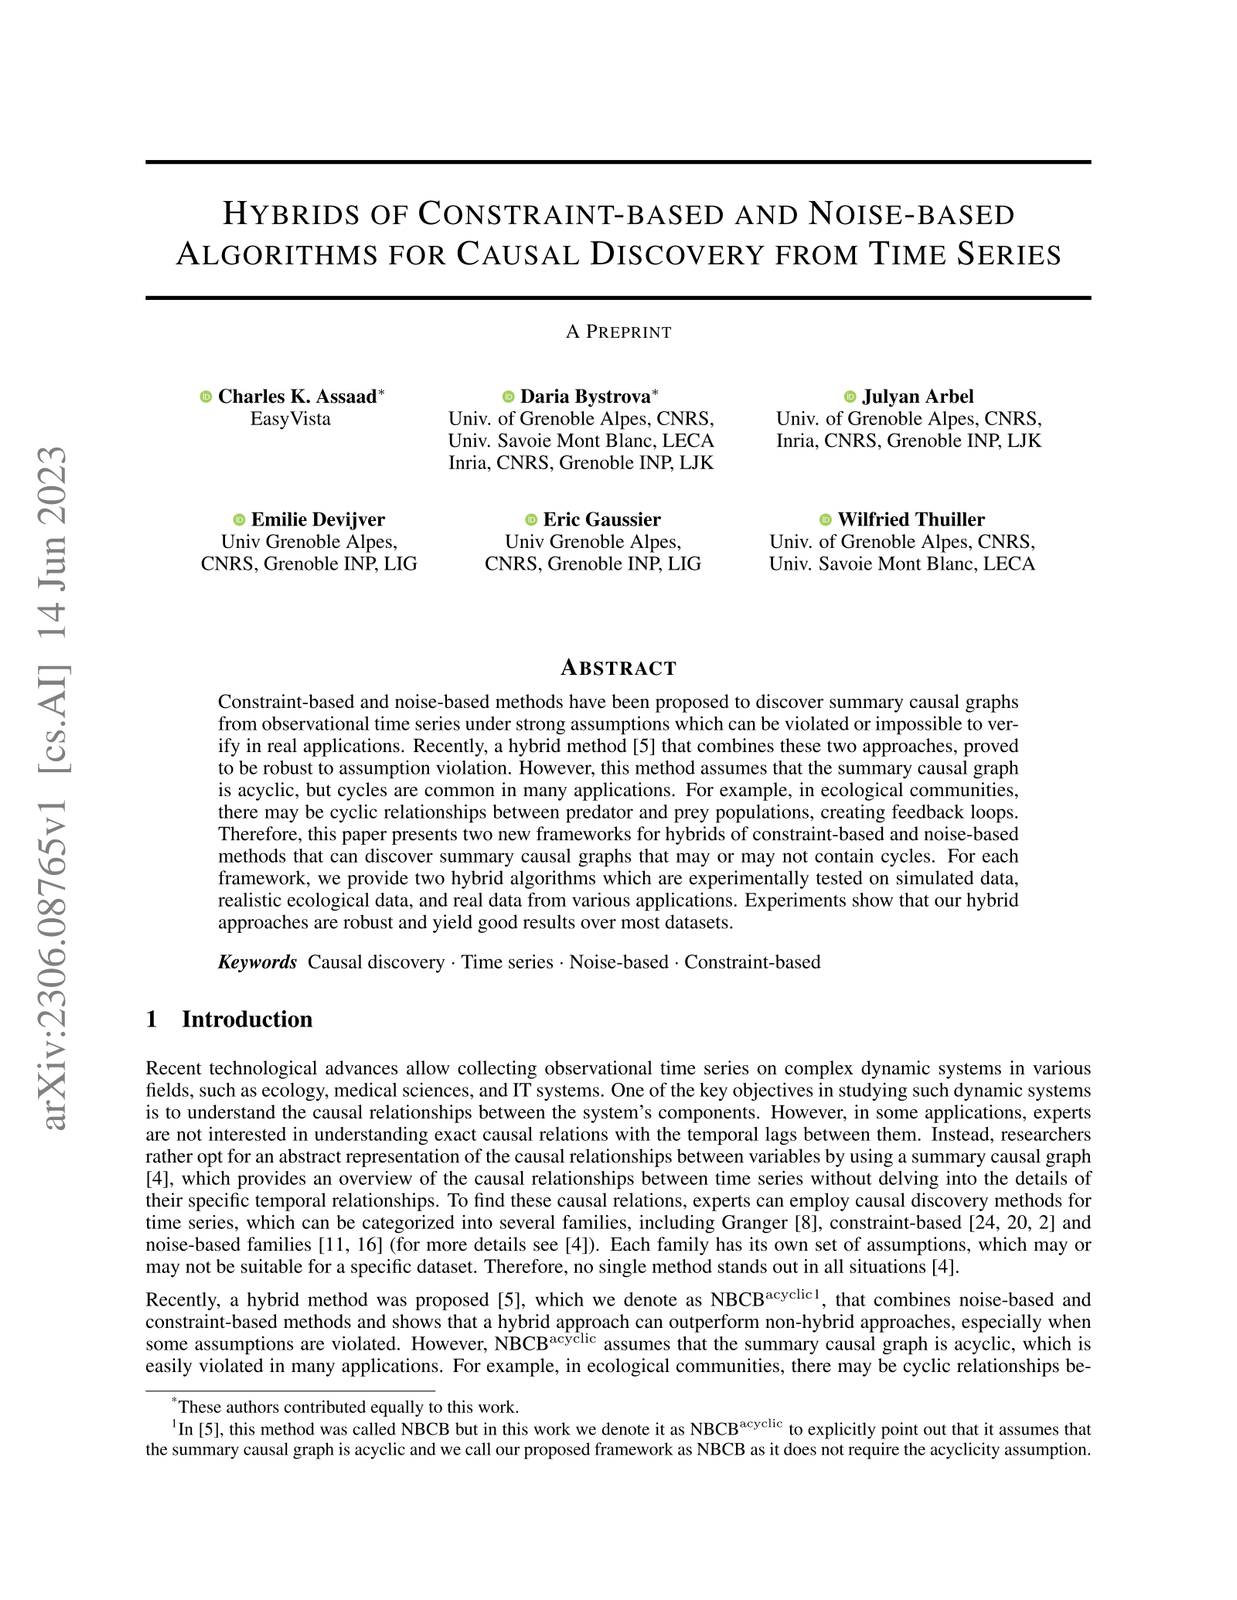 arXiv:2306.08765v1 [cs.AI] 14 Jun 2023
HYBRIDS OF CONSTRAINT-BASED AND NOISE-BASED
ALGORITHMS FOR CAUSAL DISCOVERY FROM TIME SERIES
A PREPRINT
Charles K. Assaad*
EasyVista
Daria Bystrova*
Univ. of Grenoble Alpes, CNRS,
Univ. Savoie Mont Blanc, LECA
Inria, CNRS, Grenoble INP, LJK
Julyan Arbel
Univ. of Grenoble Alpes, CNRS,
Inria, CNRS, Grenoble INP, LJK
Emilie Devijver
Univ Grenoble Alpes,
CNRS, Grenoble INP, LIG
Eric Gaussier
Univ Grenoble Alpes,
CNRS, Grenoble INP, LIG
Wilfried Thuiller
Univ. of Grenoble Alpes, CNRS,
Univ. Savoie Mont Blanc, LECA
ABSTRACT
Constraint-based and noise-based methods have been proposed to discover summary causal graphs
from observational time series under strong assumptions which can be violated or impossible to ver-
ify in real applications. Recently, a hybrid method [5] that combines these two approaches, proved
to be robust to assumption violation. However, this method assumes that the summary causal graph
is acyclic, but cycles are common in many applications. For example, in ecological communities,
there may be cyclic relationships between predator and prey populations, creating feedback loops.
Therefore, this paper presents two new frameworks for hybrids of constraint-based and noise-based
methods that can discover summary causal graphs that may or may not contain cycles. For each
framework, we provide two hybrid algorithms which are experimentally tested on simulated data,
realistic ecological data, and real data from various applications. Experiments show that our hybrid
approaches are robust and yield good results over most datasets.
Keywords Causal discovery · Time series · Noise-based · Constraint-based
1 Introduction
Recent technological advances allow collecting observational time series on complex dynamic systems in various
fields, such as ecology, medical sciences, and IT systems. One of the key objectives in studying such dynamic systems
is to understand the causal relationships between the system's components. However, in some applications, experts
are not interested in understanding exact causal relations with the temporal lags between them. Instead, researchers
rather opt for an abstract representation of the causal relationships between variables by using a summary causal graph
[4], which provides an overview of the causal relationships between time series without delving into the details of
their specific temporal relationships. To find these causal relations, experts can employ causal discovery methods for
time series, which can be categorized into several families, including Granger [8], constraint-based [24, 20, 2] and
noise-based families [11, 16] (for more details see [4]). Each family has its own set of assumptions, which may or
may not be suitable for a specific dataset. Therefore, no single method stands out in all situations [4].
Recently, a hybrid method was proposed [5], which we denote as NBCB^acyclic1, that combines noise-based and
constraint-based methods and shows that a hybrid approach can outperform non-hybrid approaches, especially when
some assumptions are violated. However, NBCB^acyclic assumes that the summary causal graph is acyclic, which is
easily violated in many applications. For example, in ecological communities, there may be cyclic relationships be-
*These authors contributed equally to this work.
1In [5], this method was called NBCB but in this work we denote it as NBCB^acyclic to explicitly point out that it assumes that
the summary causal graph is acyclic and we call our proposed framework as NBCB as it does not require the acyclicity assumption.